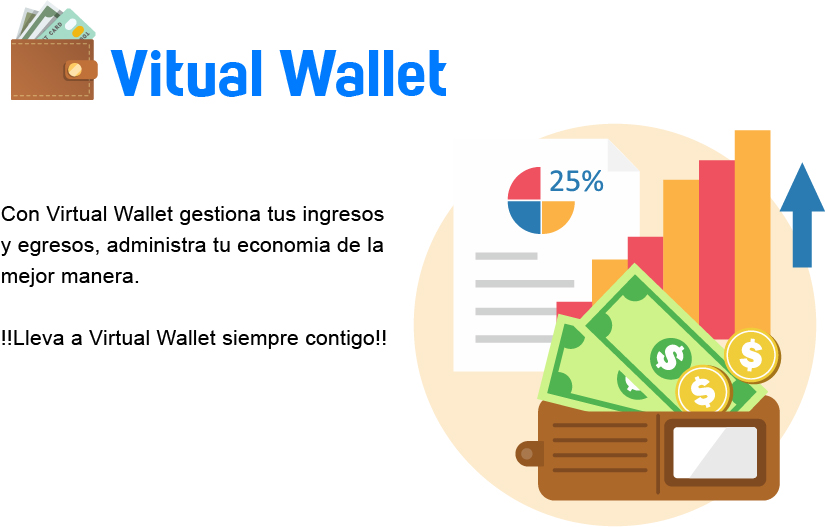 Vitual Wallet
25%
Con Virtual Wallet gestiona tus ingresos
y egresos, administra tu economia de la
mejor manera.
!!Lleva a Virtual Wallet siempre contigo!!
$
$
$